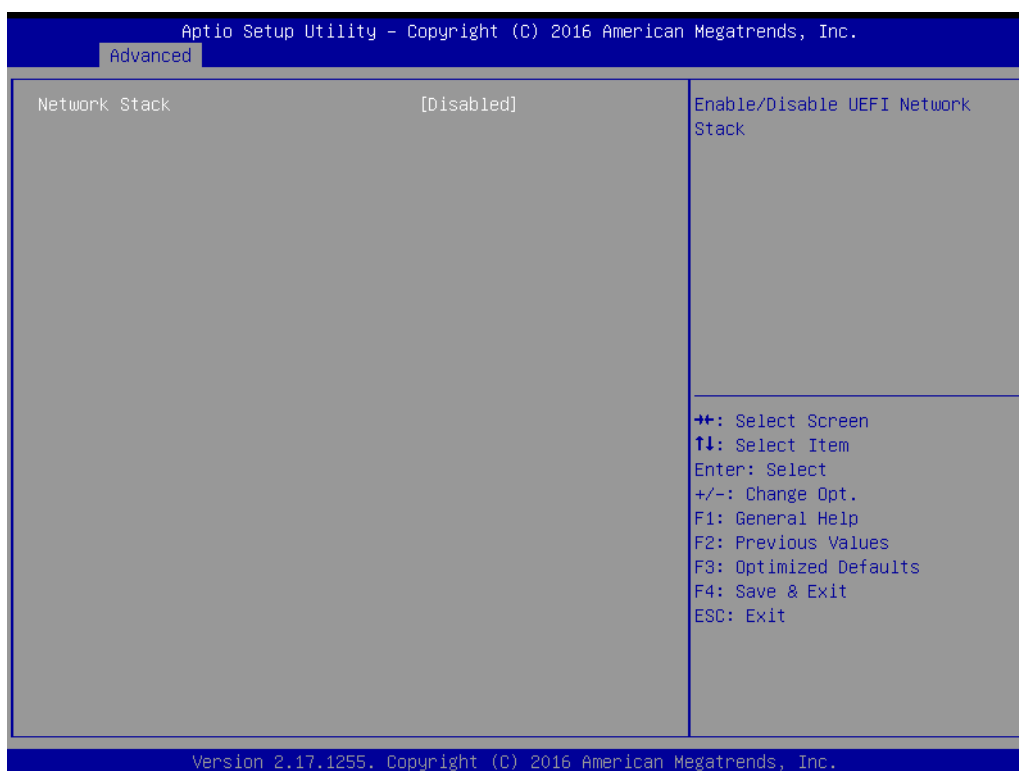 Aptio Setup Utility – Copyright (C) 2016 American Megatrends, Inc.
Advanced
Network Stack [Disabled]
Enable/Disable UEFI Network
Stack
→←: Select Screen
↑↓: Select Item
Enter: Select
+/-: Change Opt.
F1: General Help
F2: Previous Values
F3: Optimized Defaults
F4: Save & Exit
ESC: Exit
Version 2.17.1255. Copyright (C) 2016 American Megatrends, Inc.